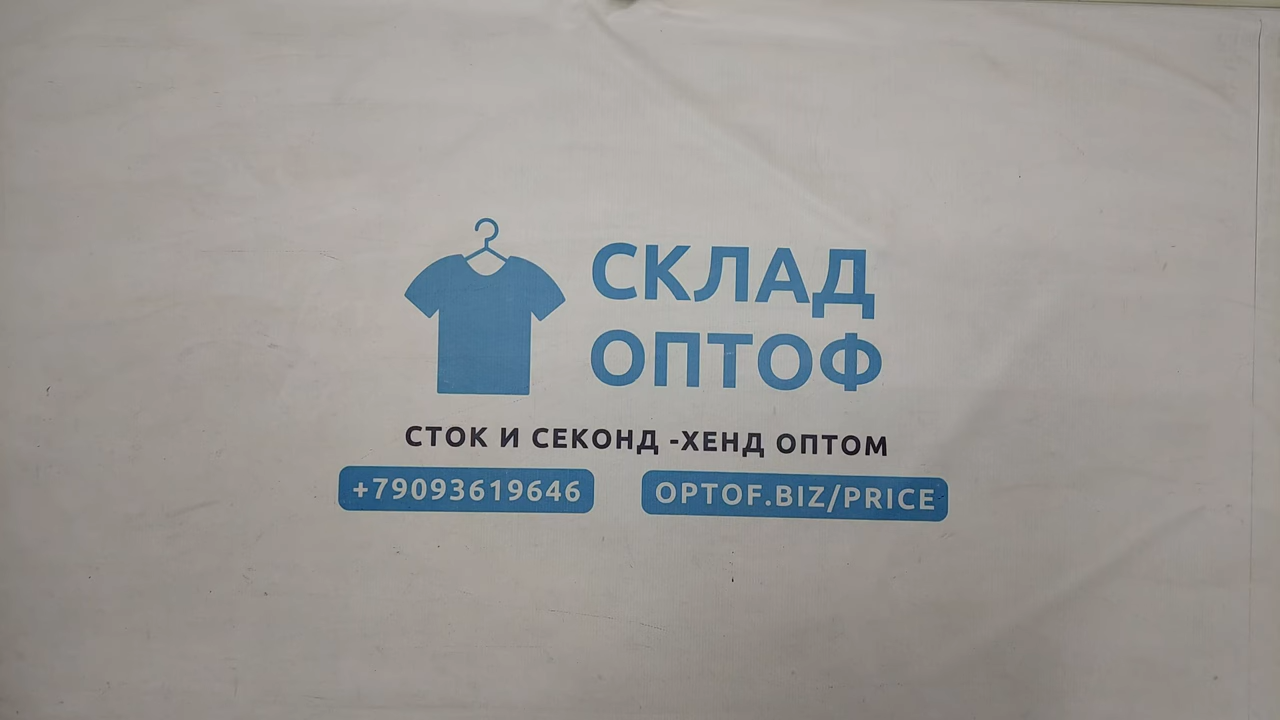 СКЛАД
ОПТОФ
СТОК И СЕКОНД -ХЕНД ОПТОМ
+79093619646
OPTOF.BIZ/PRICE